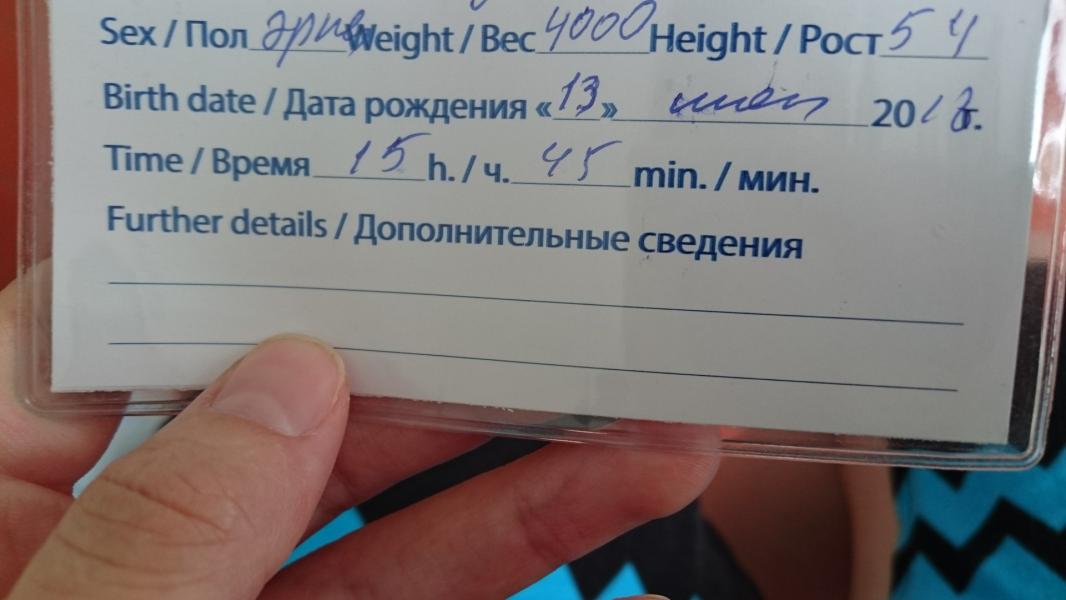 Sex / Пол Weight / Вес 4000 Height / Рост 54
Birth date / Дата рождения « 13 » 20 г.
Time / Время 15 h. / ч. 45 min. / мин.
Further details / Дополнительные сведения